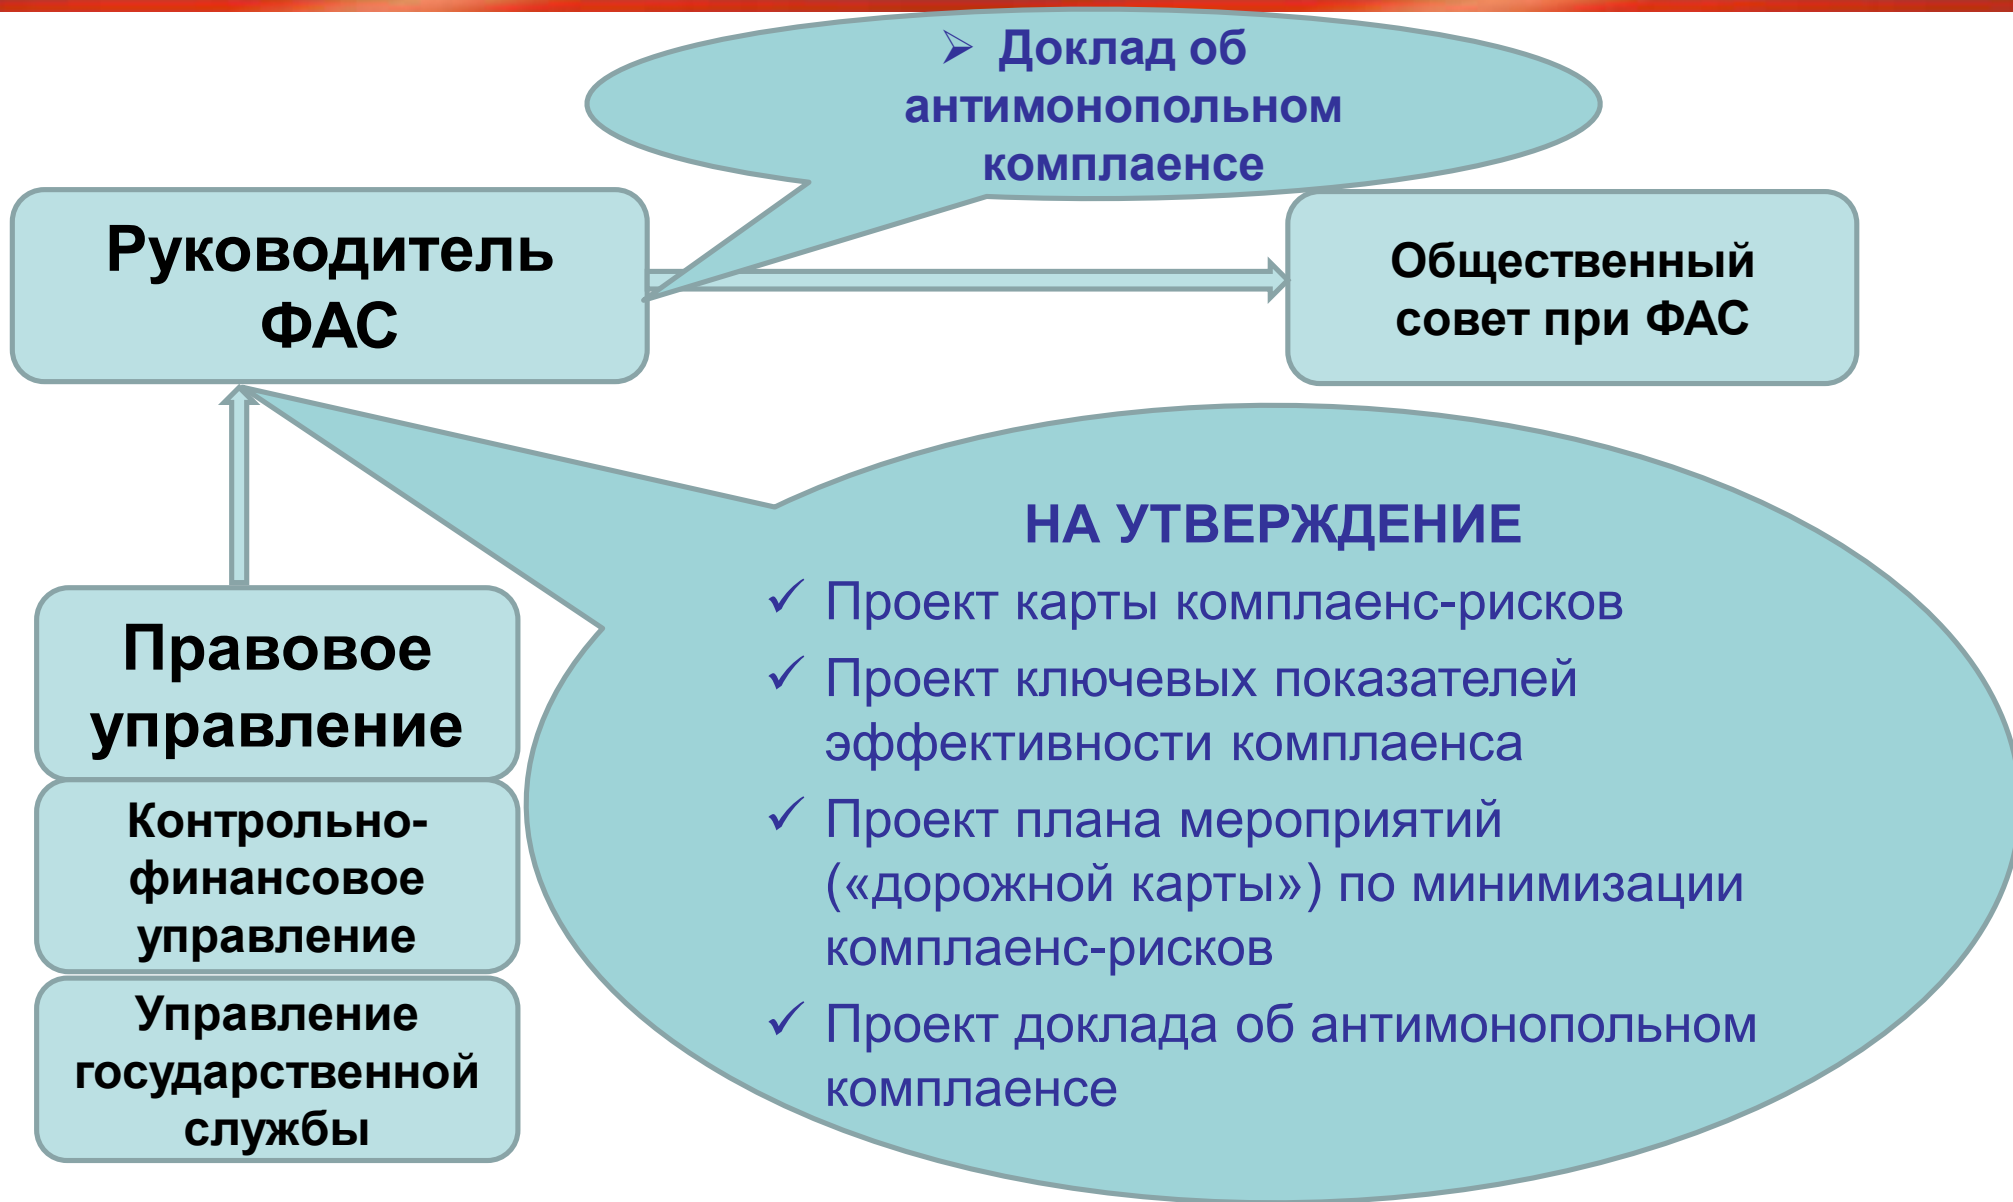 ➢ Доклад об
антимонопольном
комплаенсе
Руководитель
ФАС
Общественный
совет при ФАС
НА УТВЕРЖДЕНИЕ
✓ Проект карты комплаенс-рисков
✓ Проект ключевых показателей
эффективности комплаенса
✓ Проект плана мероприятий
(«дорожной карты») по минимизации
комплаенс-рисков
✓ Проект доклада об антимонопольном
комплаенсе
Правовое
управление
Контрольно-
финансовое
управление
Управление
государственной
службы